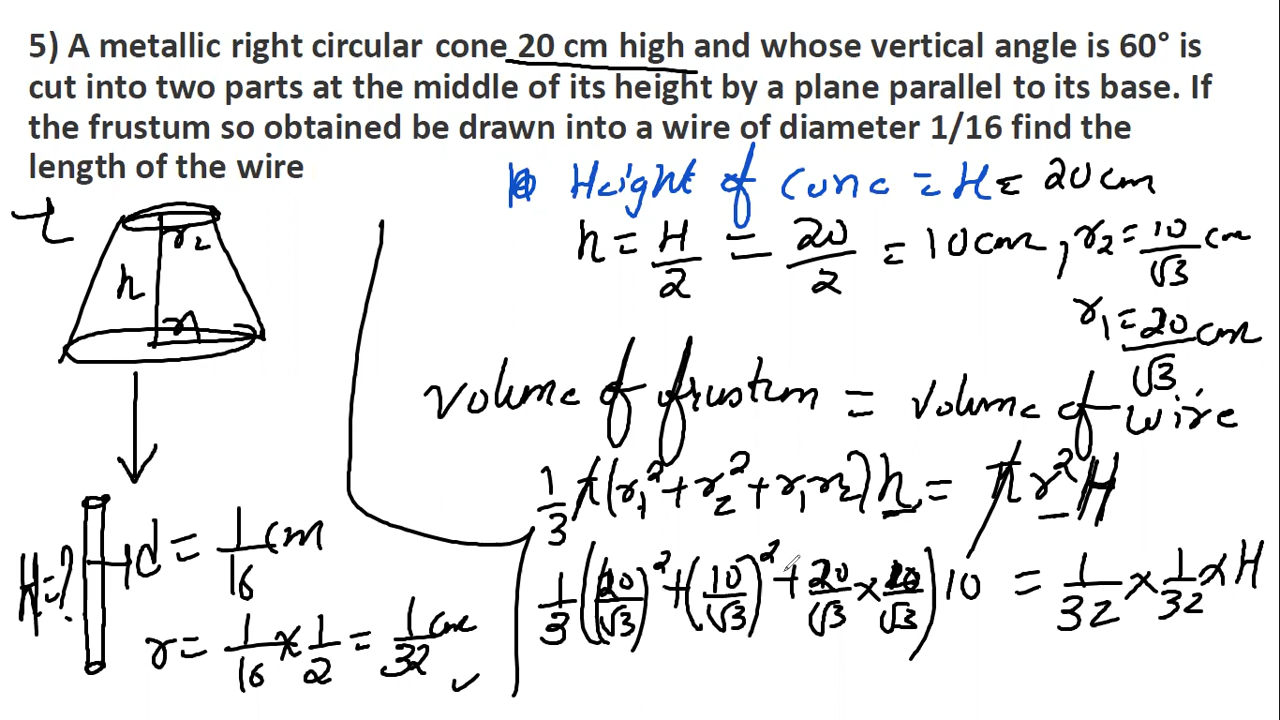 5) A metallic right circular cone 20 cm high and whose vertical angle is 60° is
cut into two parts at the middle of its height by a plane parallel to its base. If
the frustum so obtained be drawn into a wire of diameter 1/16 find the
length of the wire
Height of cone = H = 20 cm
h = H/2 = 20/2 = 10 cm, r₂ = 10/√3 cm
r₁ = 20/√3 cm
r₂
h
r₁
volume of frustum = volume of wire
1/3 π(r₁² + r₂² + r₁r₂)h = πr²H
1/3 ((20/√3)² + (10/√3)² + 20/√3 × 10/√3) 10 = 1/32 × 1/32 × H
H=?
d = 1/16 cm
r = 1/16 × 1/2 = 1/32 cm ✓